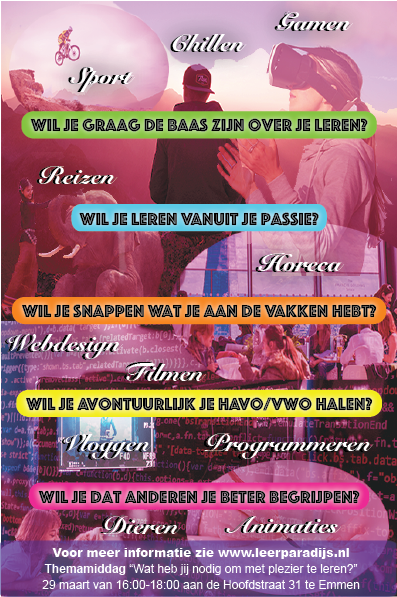 Gamen
Chillen
Sport
WIL JE GRAAG DE BAAS ZIJN OVER JE LEREN?
Reizen
WIL JE LEREN VANUIT JE PASSIE?
Horeca
WIL JE SNAPPEN WAT JE AAN DE VAKKEN HEBT?
Webdesign
Filmen
WIL JE AVONTUURLIJK JE HAVO/VWO HALEN?
Vloggen Programmeren
WIL JE DAT ANDEREN JE BETER BEGRIJPEN?
Dieren Animaties
Voor meer informatie zie www.leerparadijs.nl
Themamiddag “Wat heb jij nodig om met plezier te leren?”
29 maart van 16:00-18:00 aan de Hoofdstraat 31 te Emmen